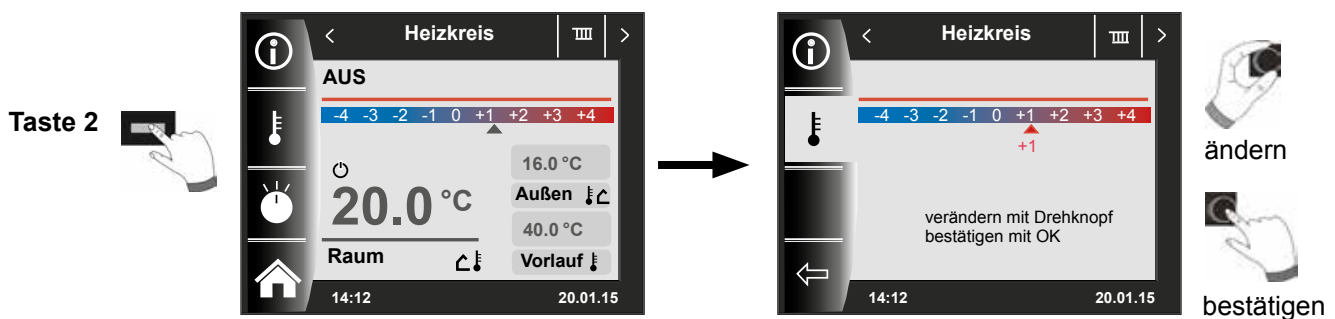 Taste 2
< Heizkreis >
AUS
-4 -3 -2 -1 0 +1 +2 +3 +4
20.0 °C
Raum
16.0 °C
Außen
40.0 °C
Vorlauf
14:12 20.01.15
< Heizkreis >
-4 -3 -2 -1 0 +1 +2 +3 +4
+1
verändern mit Drehknopf
bestätigen mit OK
14:12 20.01.15
ändern
bestätigen